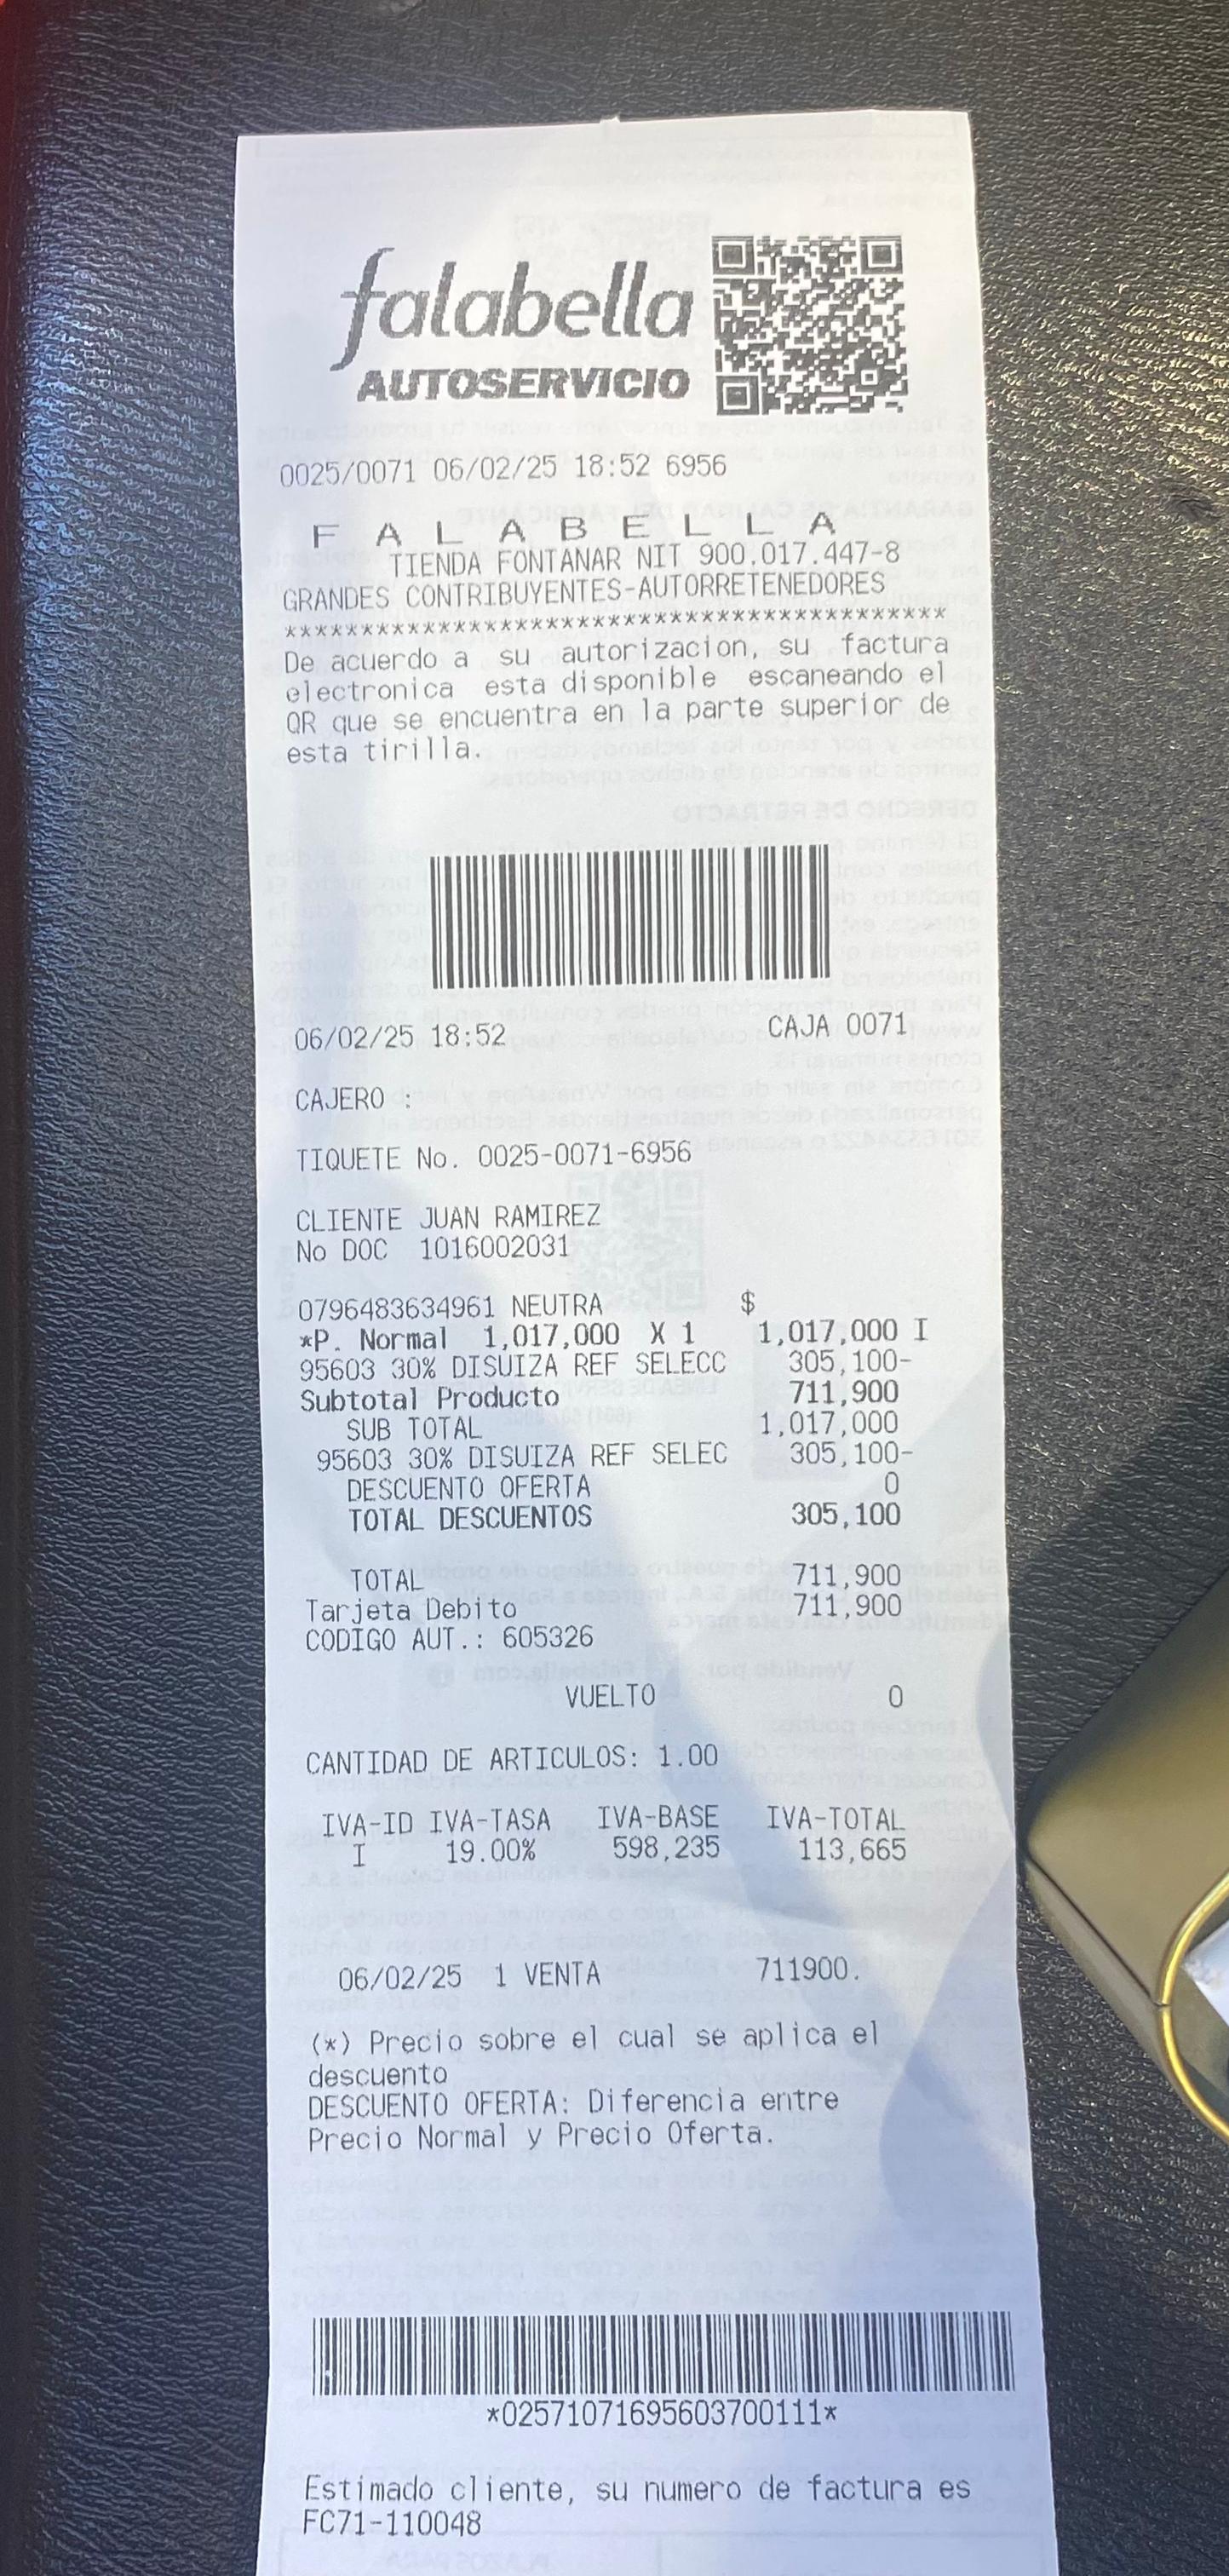 falabella
AUTOSERVICIO
0025/0071 06/02/25 18:52 6956
F A L A B E L L A
TIENDA FONTANAR NIT 900.017.447-8
GRANDES CONTRIBUYENTES-AUTORRETENEDORES
******************************************
De acuerdo a su autorizacion, su factura
electronica esta disponible escaneando el
QR que se encuentra en la parte superior de
esta tirilla.
06/02/25 18:52 CAJA 0071
CAJERO :
TIQUETE No. 0025-0071-6956
CLIENTE JUAN RAMIREZ
No DOC 1016002031
0796483634961 NEUTRA $
*P. Normal 1,017,000 X 1 1,017,000 I
95603 30% DISUIZA REF SELECC 305,100-
Subtotal Producto 711,900
SUB TOTAL 1,017,000
95603 30% DISUIZA REF SELEC 305,100-
DESCUENTO OFERTA 0
TOTAL DESCUENTOS 305,100
TOTAL 711,900
Tarjeta Debito 711,900
CODIGO AUT.: 605326
VUELTO 0
CANTIDAD DE ARTICULOS: 1.00
IVA-ID IVA-TASA IVA-BASE IVA-TOTAL
I 19.00% 598,235 113,665
06/02/25 1 VENTA 711900.
(*) Precio sobre el cual se aplica el
descuento
DESCUENTO OFERTA: Diferencia entre
Precio Normal y Precio Oferta.
*02571071695603700111*
Estimado cliente, su numero de factura es
FC71-110048